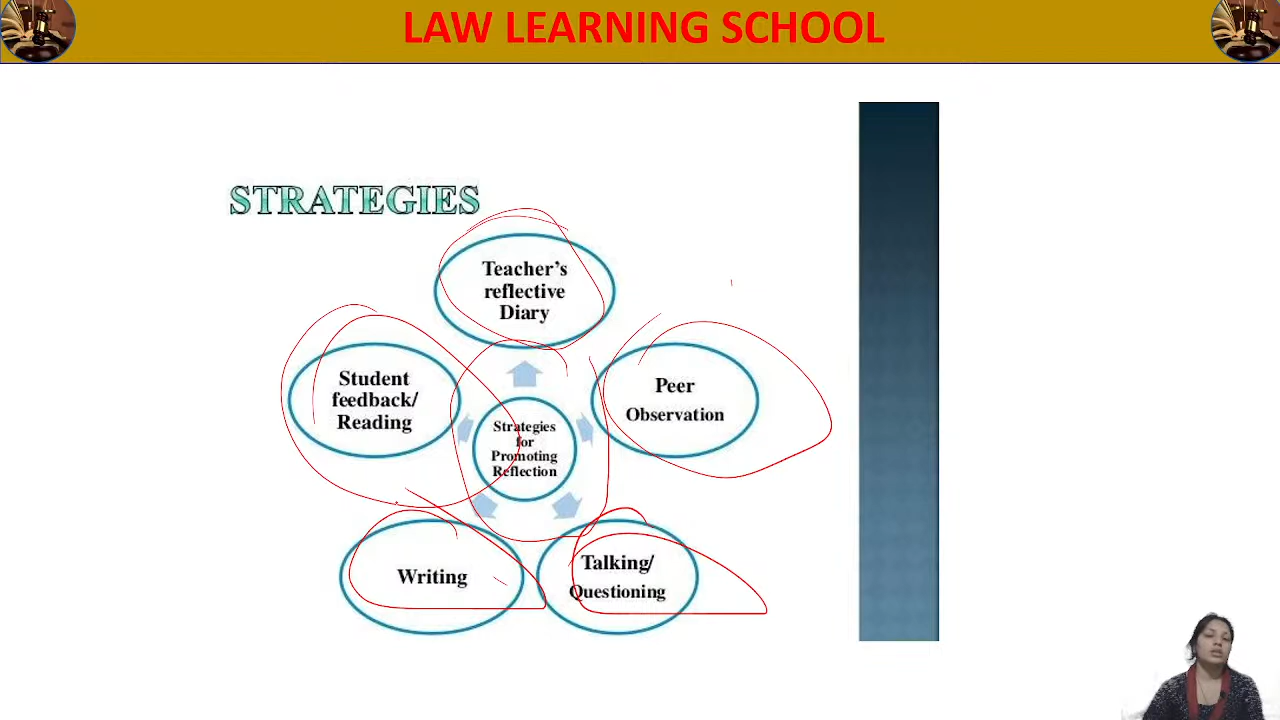 LAW LEARNING SCHOOL
STRATEGIES
Teacher's
reflective
Diary
Student
feedback/
Reading
Peer
Observation
Strategies
for
Promoting
Reflection
Writing
Talking/
Questioning